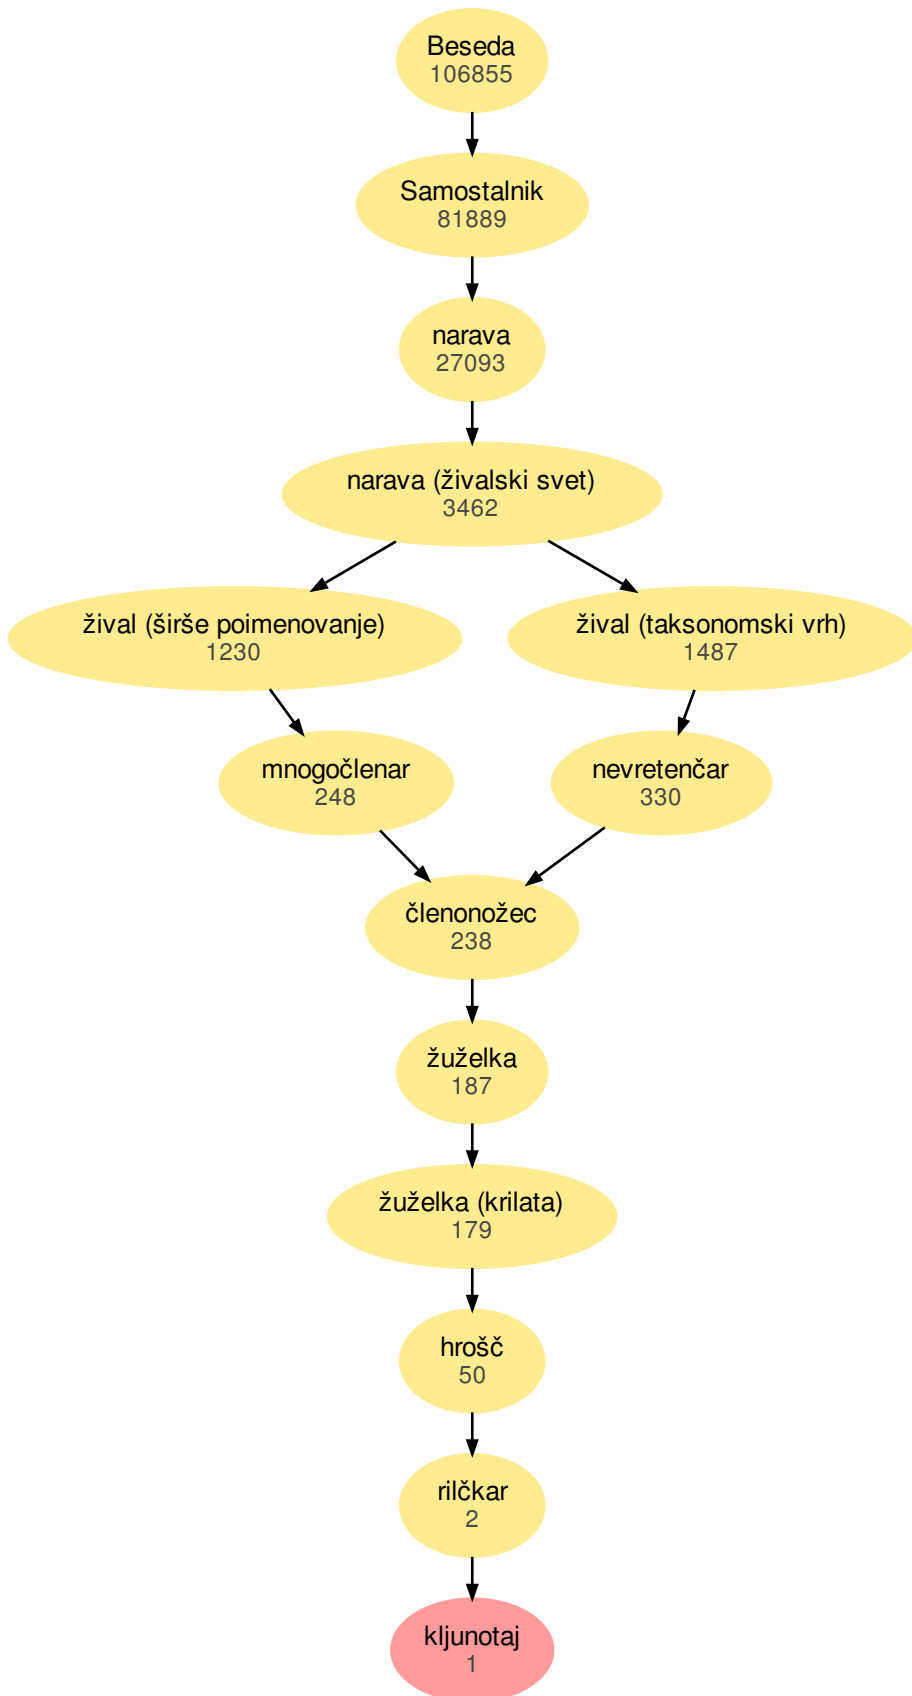 Beseda
106855
Samostalnik
81889
narava
27093
narava (živalski svet)
3462
žival (širše poimenovanje)
1230
žival (taksonomski vrh)
1487
mnogočlenar
248
nevretenčar
330
členonožec
238
žuželka
187
žuželka (krilata)
179
hrošč
50
rilčkar
2
kljunotaj
1